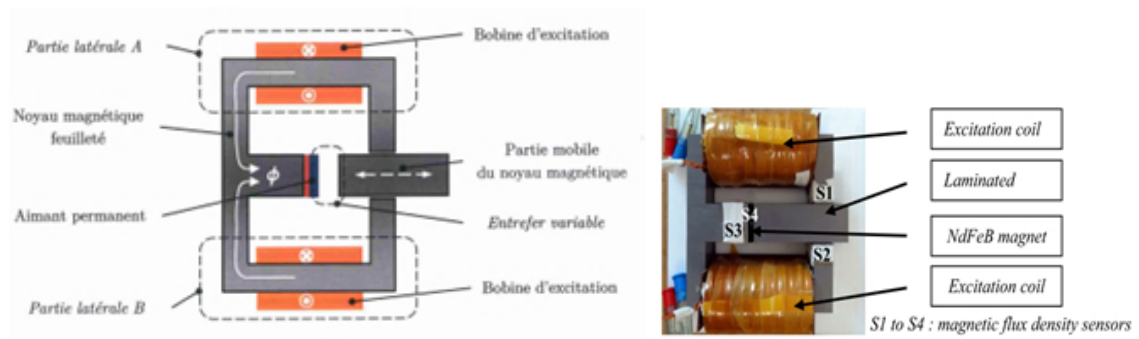 Partie latérale A
Bobine d'excitation
Noyau magnétique
feuilleté
ϕ
Partie mobile
du noyau magnétique
Aimant permanent
Entrefer variable
Partie latérale B
Bobine d'excitation
S1
S4
S3
S2
Excitation coil
Laminated
NdFeB magnet
Excitation coil
S1 to S4 : magnetic flux density sensors